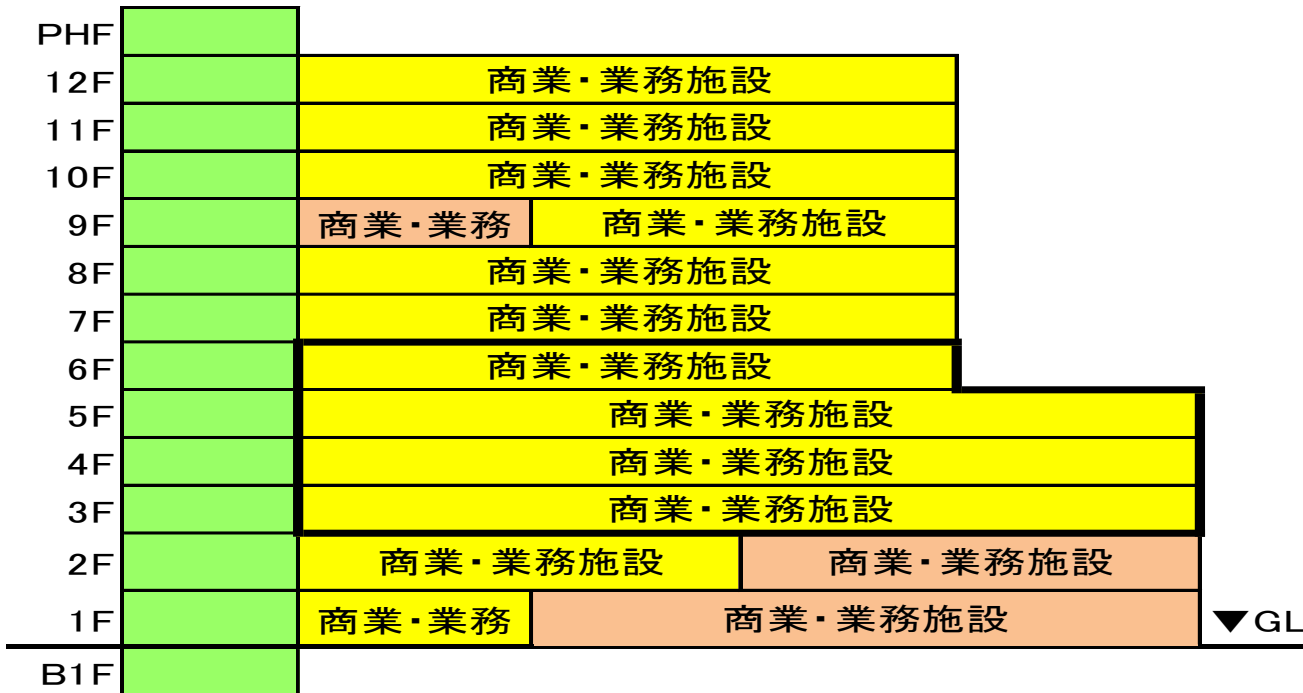 PHF
12F 商業・業務施設
11F 商業・業務施設
10F 商業・業務施設
9F 商業・業務 商業・業務施設
8F 商業・業務施設
7F 商業・業務施設
6F 商業・業務施設
5F 商業・業務施設
4F 商業・業務施設
3F 商業・業務施設
2F 商業・業務施設 商業・業務施設
1F 商業・業務 商業・業務施設 ▼GL
B1F